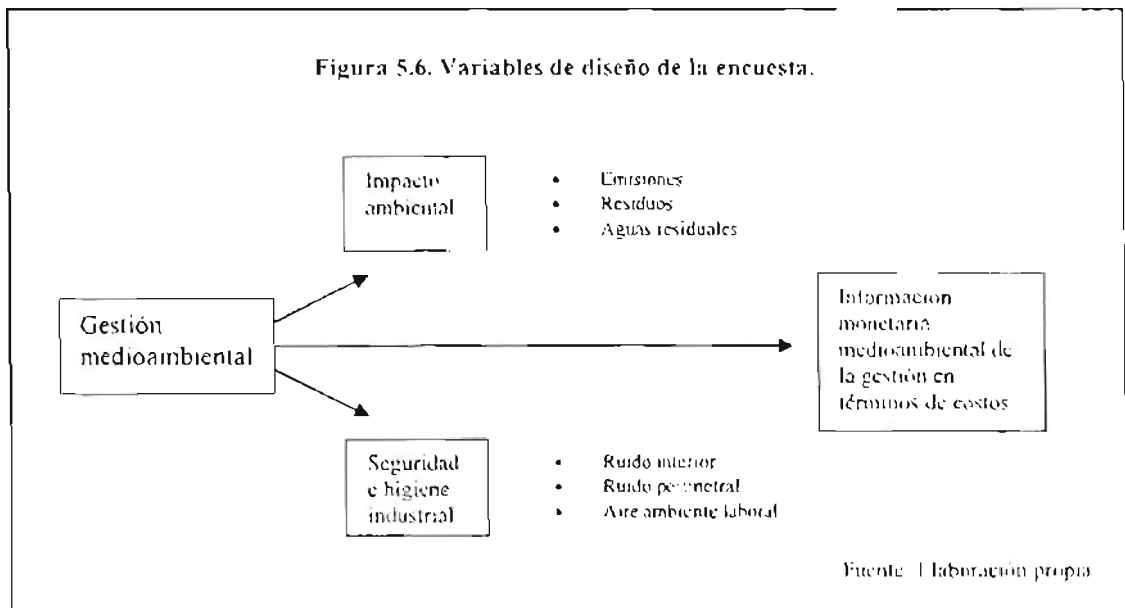 Figura 5.6. Variables de diseño de la encuesta.
Impacto
ambiental
• Emisiones
• Residuos
• Aguas residuales
Gestión
medioambiental
Información
monetaria
medioambiental de
la gestión en
términos de costos
Seguridad
e higiene
industrial
• Ruido interior
• Ruido perimetral
• Aire ambiente laboral
Fuente: Elaboración propia